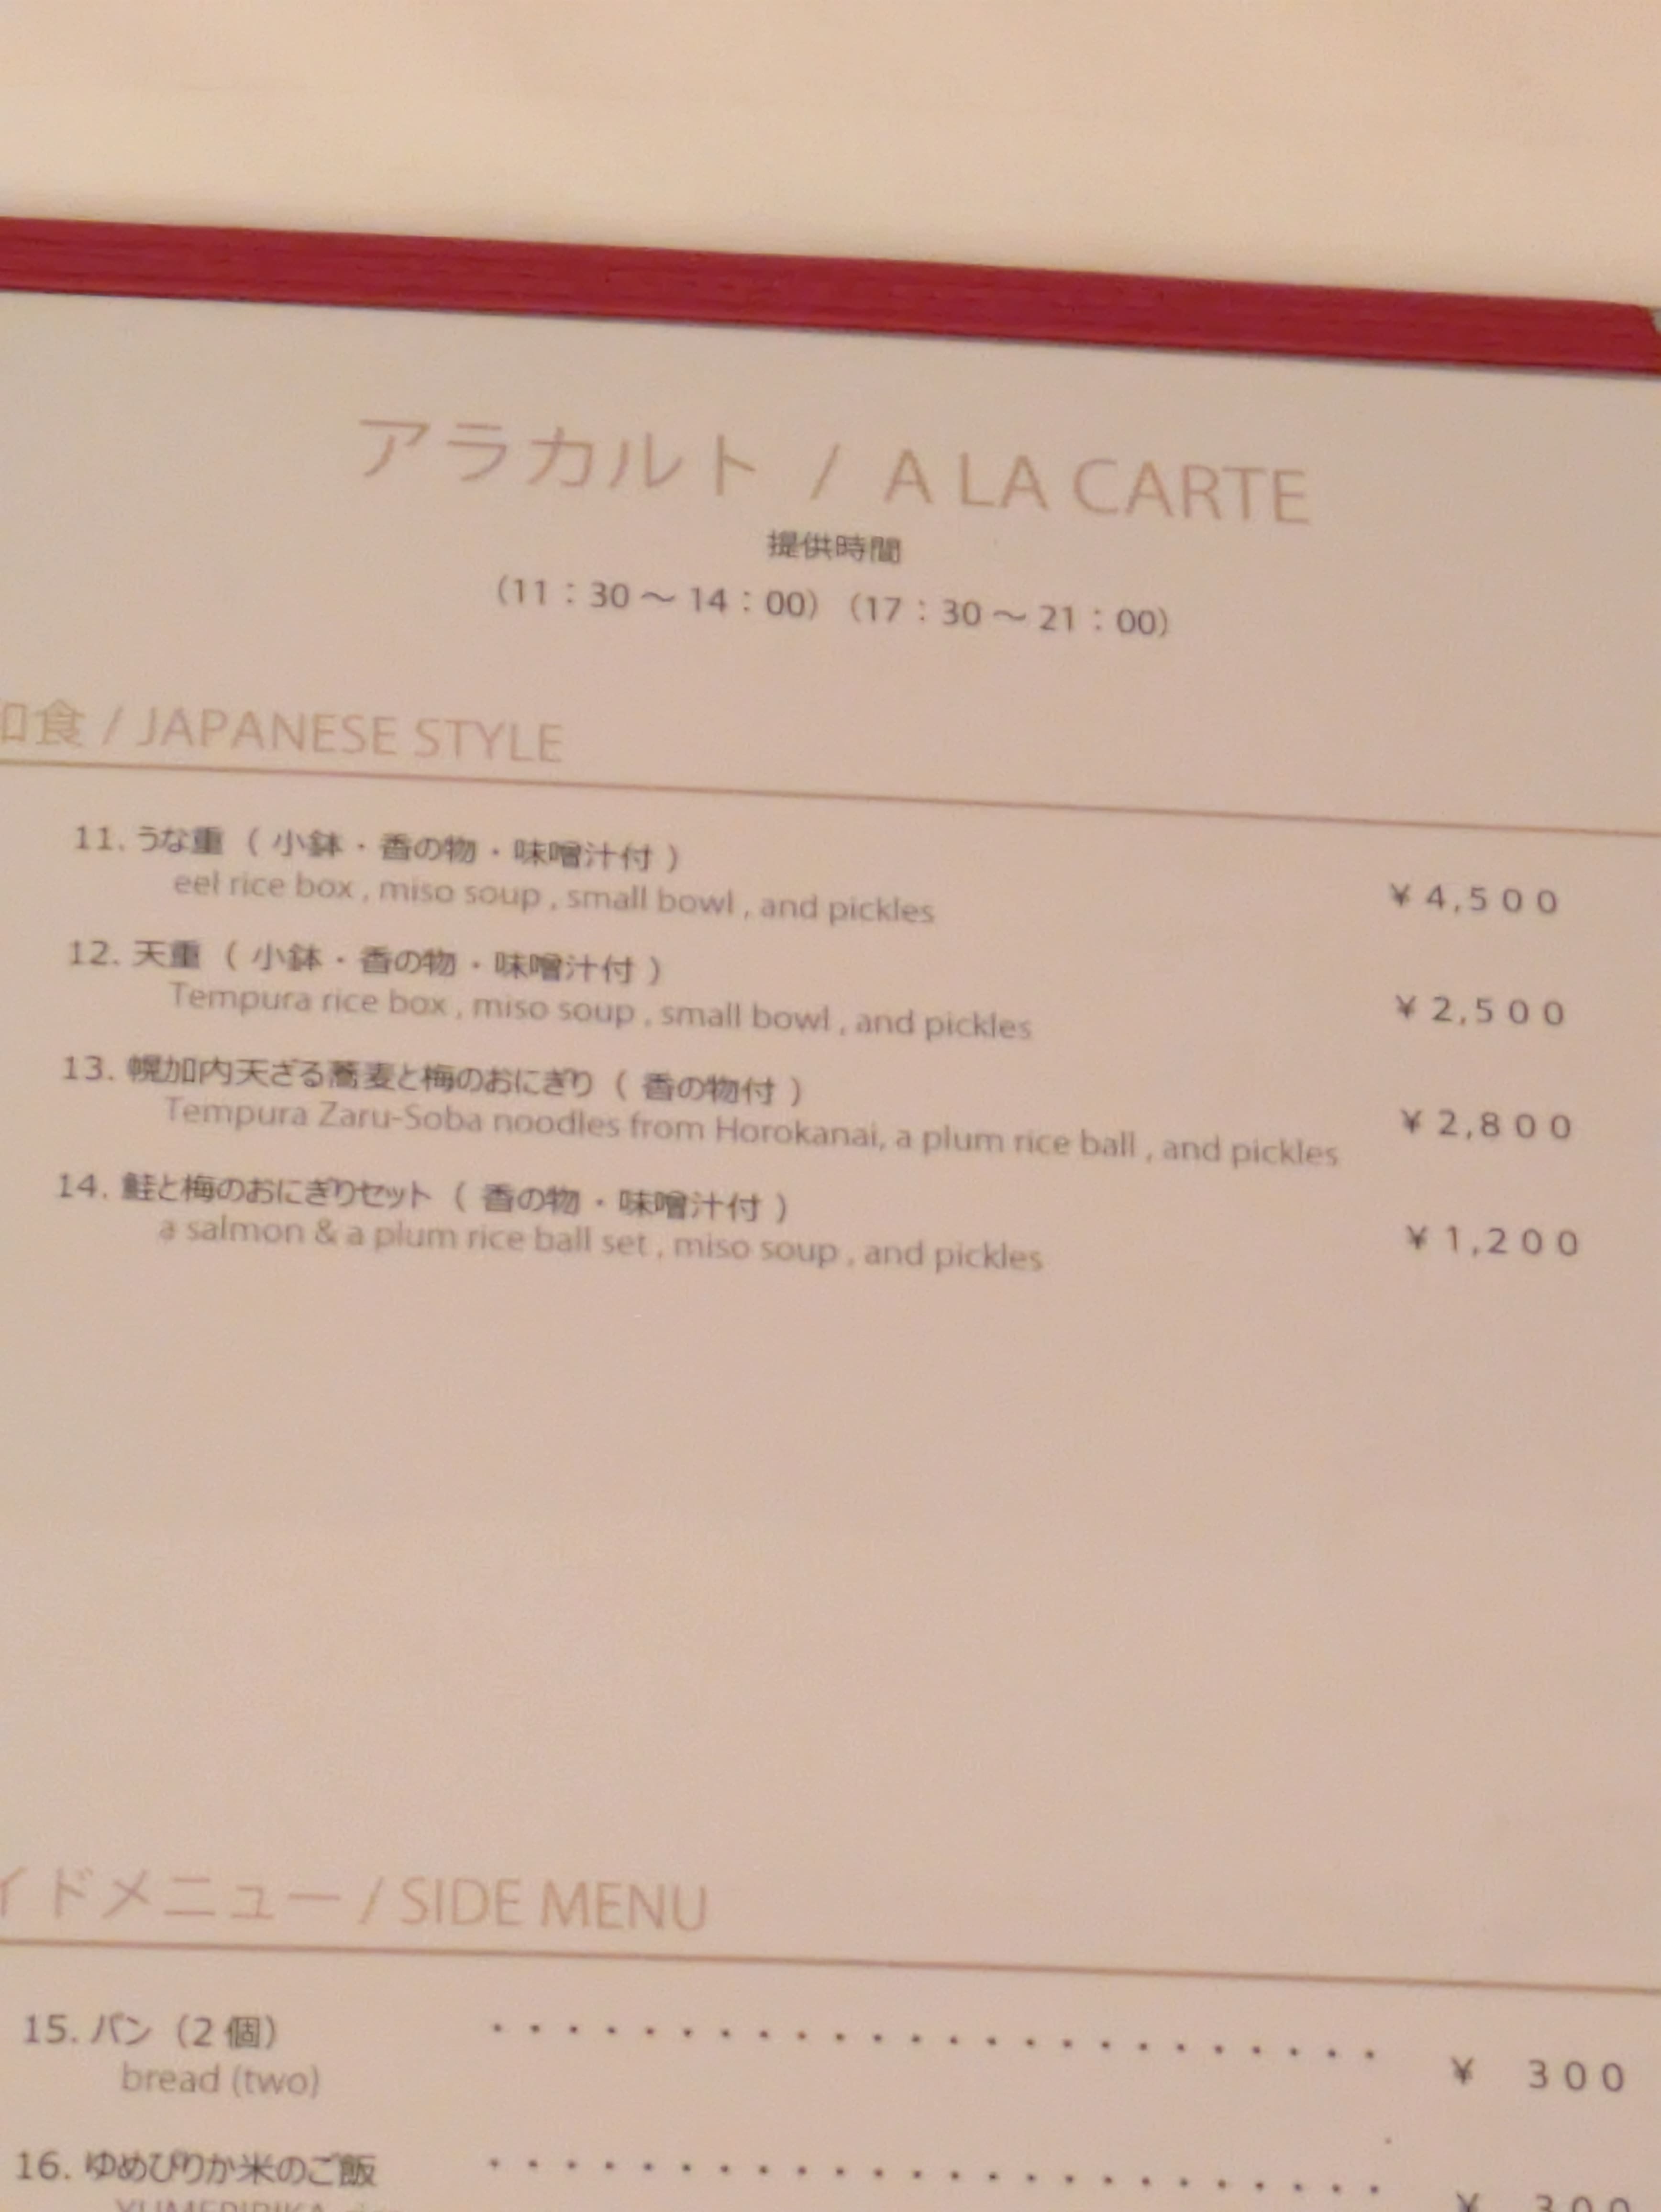 アラカルト / A LA CARTE
提供時間
（11：30～14：00）（17：30～21：00）
和食 / JAPANESE STYLE
11. うな重 ( 小鉢・香の物・味噌汁付 )
eel rice box , miso soup , small bowl , and pickles
¥4,500
12. 天重 ( 小鉢・香の物・味噌汁付 )
Tempura rice box , miso soup , small bowl , and pickles
¥2,500
13. 幌加内天ざる蕎麦と梅のおにぎり ( 香の物付 )
Tempura Zaru-Soba noodles from Horokanai, a plum rice ball , and pickles
¥2,800
14. 鮭と梅のおにぎりセット ( 香の物・味噌汁付 )
a salmon & a plum rice ball set , miso soup , and pickles
¥1,200
イドメニュー / SIDE MENU
15. パン（2個） ・・・・・・・・・・・・・・・・・・・・・・・・ ¥ 300
bread (two)
16. ゆめぴりか米のご飯 ・・・・・・・・・・・・・・・・・・・・・・・・ ¥ 300
YUMEPIRIKA